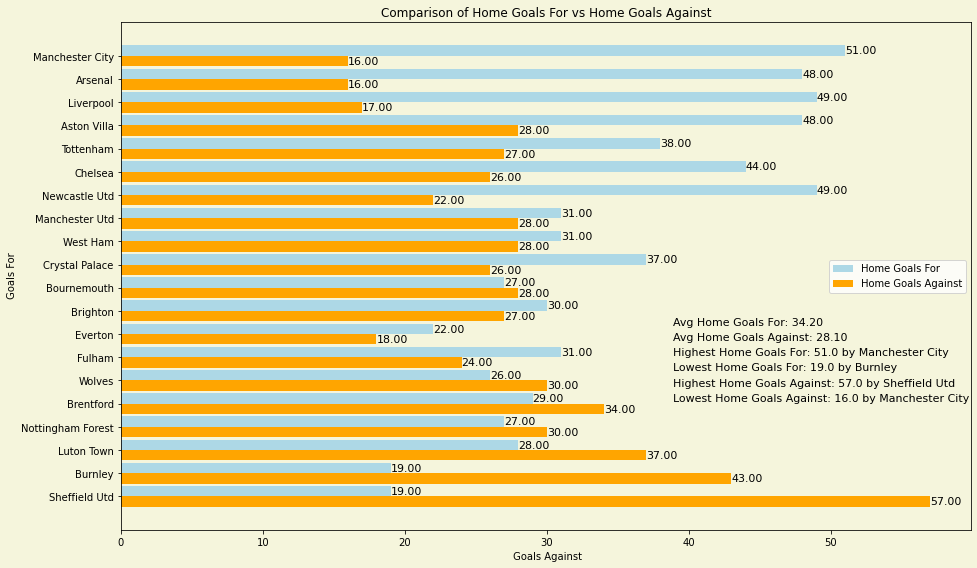 Comparison of Home Goals For vs Home Goals Against
Goals For
Manchester City
51.00
16.00
Arsenal
48.00
16.00
Liverpool
49.00
17.00
Aston Villa
48.00
28.00
Tottenham
38.00
27.00
Chelsea
44.00
26.00
Newcastle Utd
49.00
22.00
Manchester Utd
31.00
28.00
West Ham
31.00
28.00
Crystal Palace
37.00
26.00
Bournemouth
27.00
28.00
Brighton
30.00
27.00
Everton
22.00
18.00
Fulham
31.00
24.00
Wolves
26.00
30.00
Brentford
29.00
34.00
Nottingham Forest
27.00
30.00
Luton Town
28.00
37.00
Burnley
19.00
43.00
Sheffield Utd
19.00
57.00
Home Goals For
Home Goals Against
Avg Home Goals For: 34.20
Avg Home Goals Against: 28.10
Highest Home Goals For: 51.0 by Manchester City
Lowest Home Goals For: 19.0 by Burnley
Highest Home Goals Against: 57.0 by Sheffield Utd
Lowest Home Goals Against: 16.0 by Manchester City
0 10 20 30 40 50
Goals Against